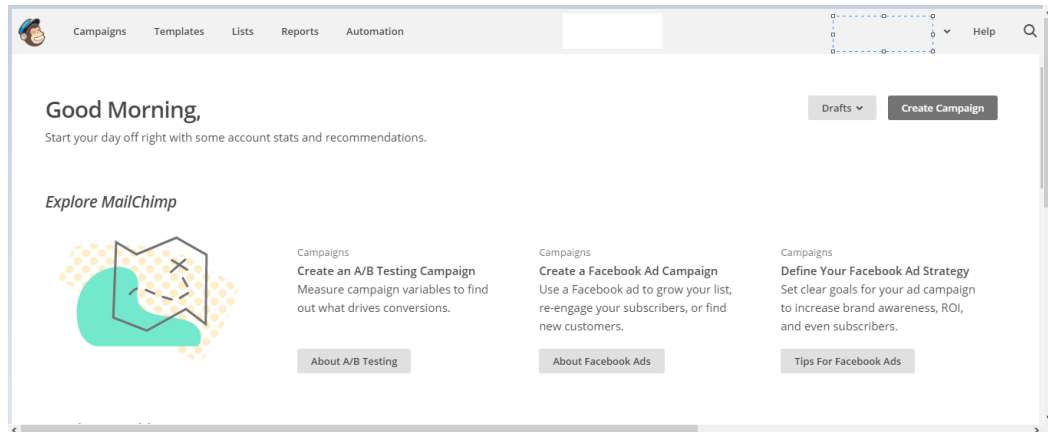 Campaigns Templates Lists Reports Automation Help
Good Morning,
Drafts Create Campaign
Start your day off right with some account stats and recommendations.
Explore MailChimp
Campaigns
Create an A/B Testing Campaign
Measure campaign variables to find
out what drives conversions.
About A/B Testing
Campaigns
Create a Facebook Ad Campaign
Use a Facebook ad to grow your list,
re-engage your subscribers, or find
new customers.
About Facebook Ads
Campaigns
Define Your Facebook Ad Strategy
Set clear goals for your ad campaign
to increase brand awareness, ROI,
and even subscribers.
Tips For Facebook Ads